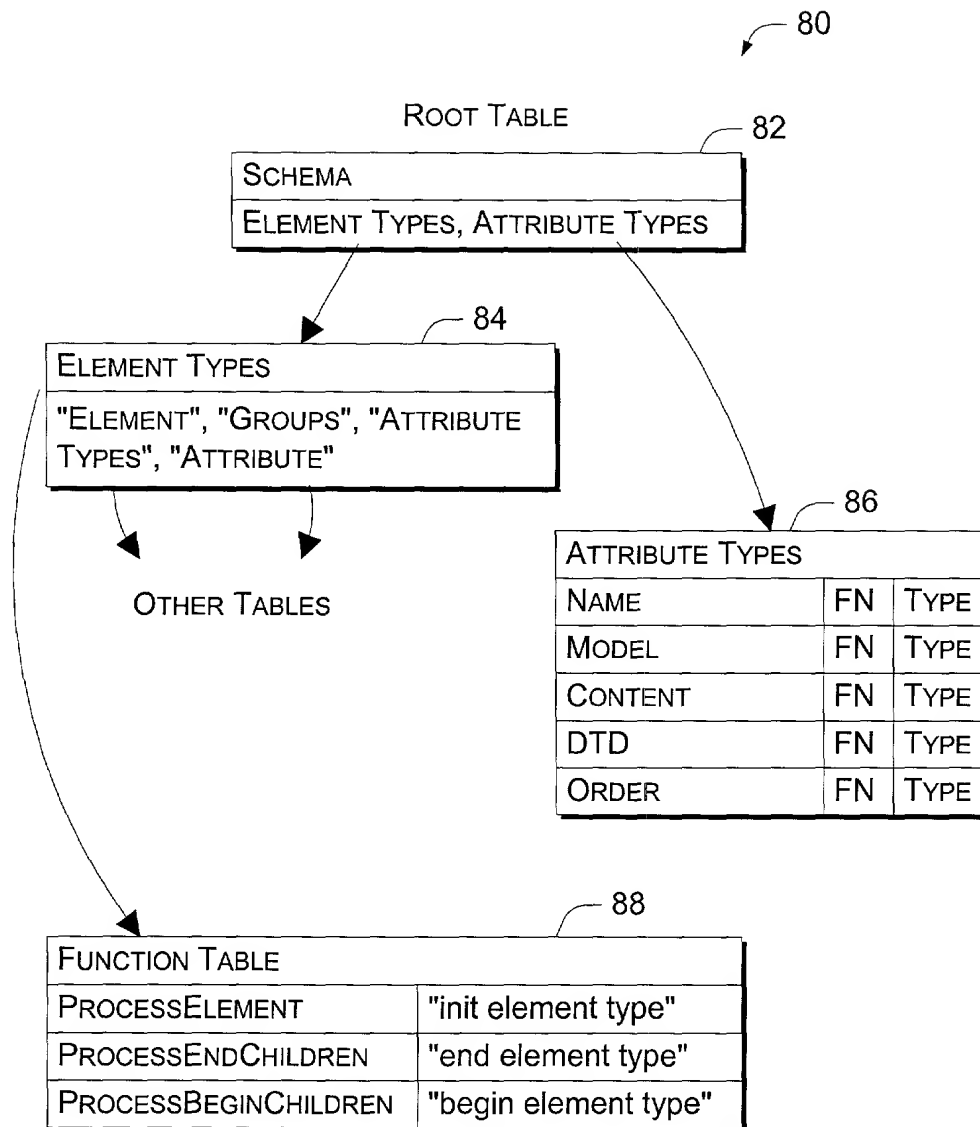 80
ROOT TABLE
82
SCHEMA
ELEMENT TYPES, ATTRIBUTE TYPES
84
ELEMENT TYPES
"ELEMENT", "GROUPS", "ATTRIBUTE
TYPES", "ATTRIBUTE"
OTHER TABLES
86
ATTRIBUTE TYPES
NAME FN TYPE
MODEL FN TYPE
CONTENT FN TYPE
DTD FN TYPE
ORDER FN TYPE
88
FUNCTION TABLE
PROCESSELEMENT "init element type"
PROCESSENDCHILDREN "end element type"
PROCESSBEGINCHILDREN "begin element type"